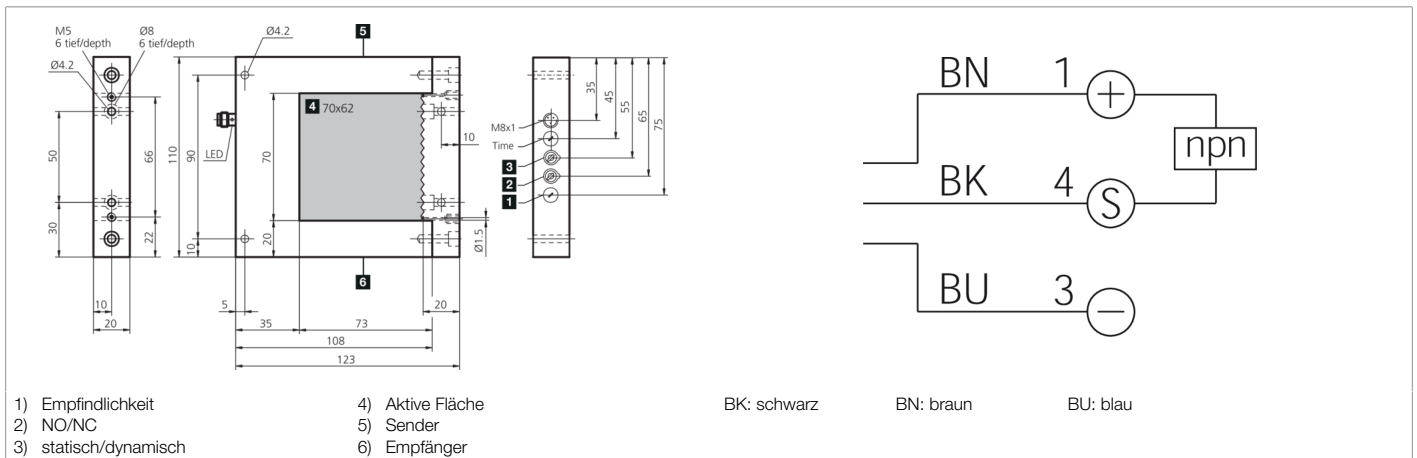 M5
6 tief/depth
Ø8
6 tief/depth
Ø4.2
50
30
66
22
10
20
Ø4.2
5
4 70x62
LED
110
90
10
70
20
10
Ø1.5
6
5
35
73
20
108
123
35
45
55
65
75
M8x1
Time
3
2
1
BN 1 +
npn
BK 4 S
BU 3 −
1) Empfindlichkeit
2) NO/NC
3) statisch/dynamisch
4) Aktive Fläche
5) Sender
6) Empfänger
BK: schwarz BN: braun BU: blau